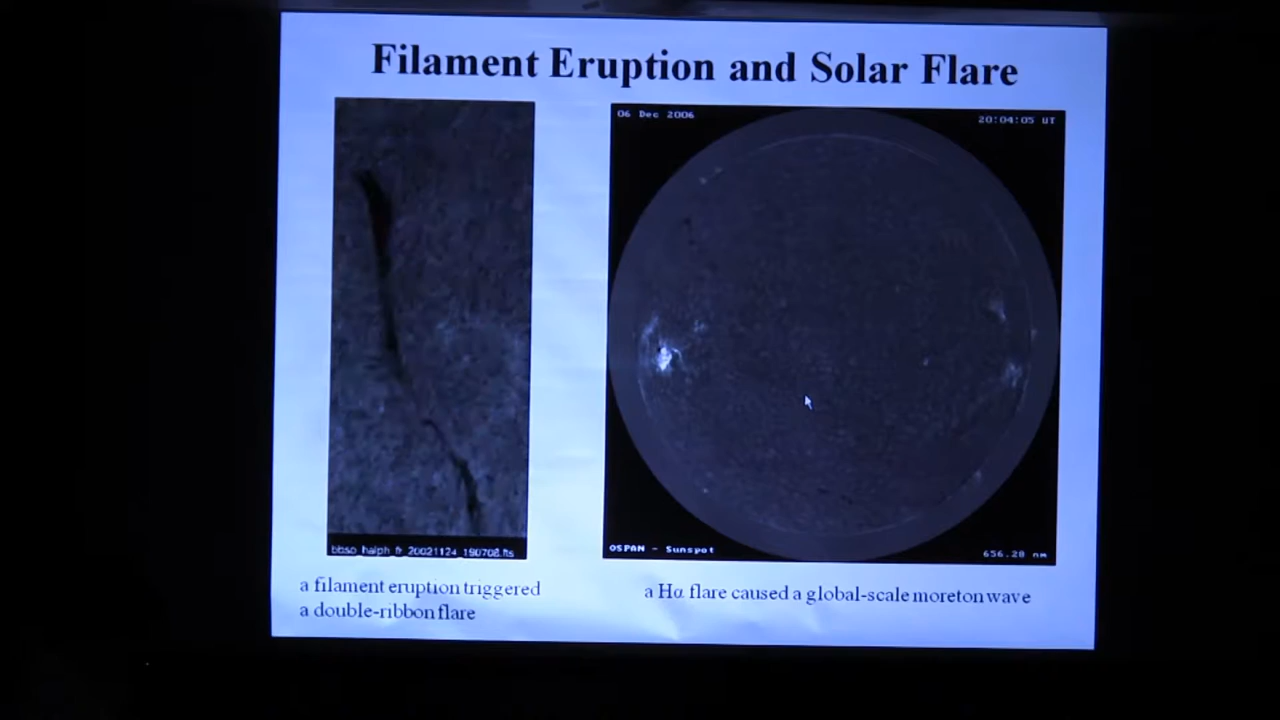 Filament Eruption and Solar Flare
06 Dec 2006
20:04:05 UT
bbso_halph_fr_20021124_190708.fts
OSPAN - Sunspot
656.28 nm
a filament eruption triggered
a double-ribbon flare
a Hα flare caused a global-scale moreton wave